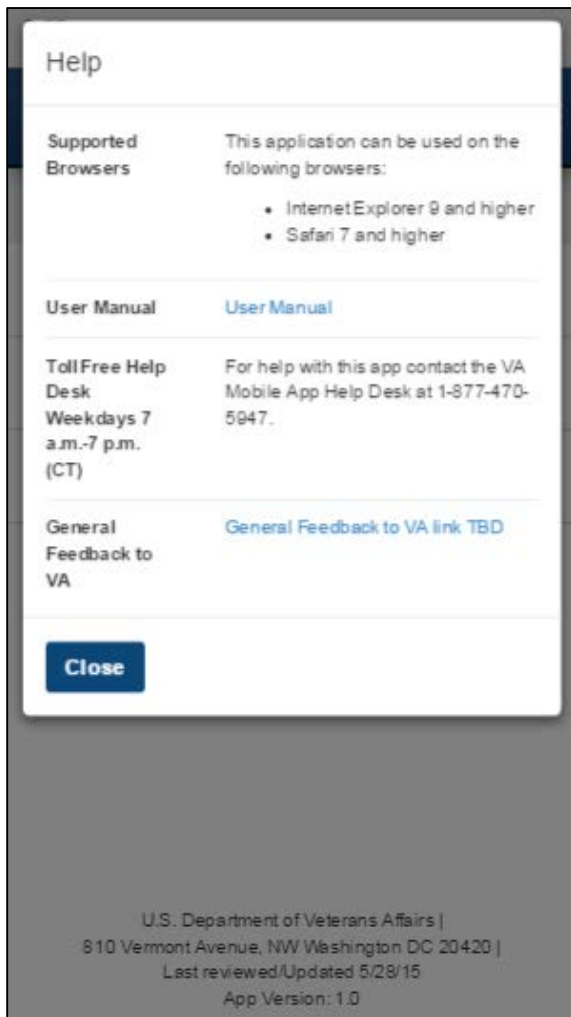 Help
Supported
Browsers
This application can be used on the
following browsers:
• Internet Explorer 9 and higher
• Safari 7 and higher
User Manual
User Manual
Toll Free Help
Desk
Weekdays 7
a.m.-7 p.m.
(CT)
For help with this app contact the VA
Mobile App Help Desk at 1-877-470-
5947.
General
Feedback to
VA
General Feedback to VA link TBD
Close
U.S. Department of Veterans Affairs |
810 Vermont Avenue, NW Washington DC 20420 |
Last reviewed/Updated 5/28/15
App Version: 1.0